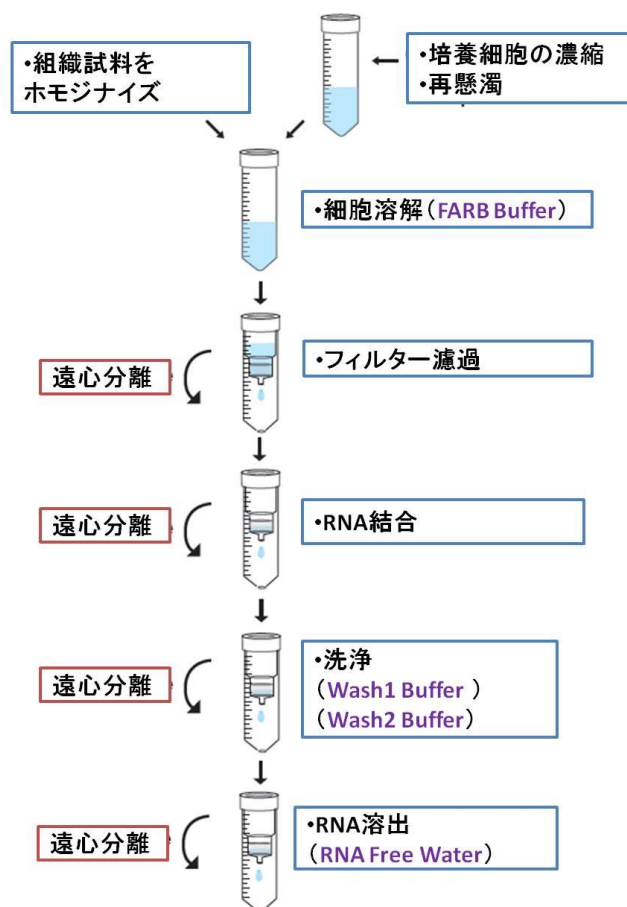 ・組織試料を
ホモジナイズ
・培養細胞の濃縮
・再懸濁
・細胞溶解（FARB Buffer）
・フィルター濾過
遠心分離
・RNA結合
遠心分離
・洗浄
（Wash1 Buffer ）
（Wash2 Buffer）
遠心分離
・RNA溶出
（RNA Free Water）
遠心分離